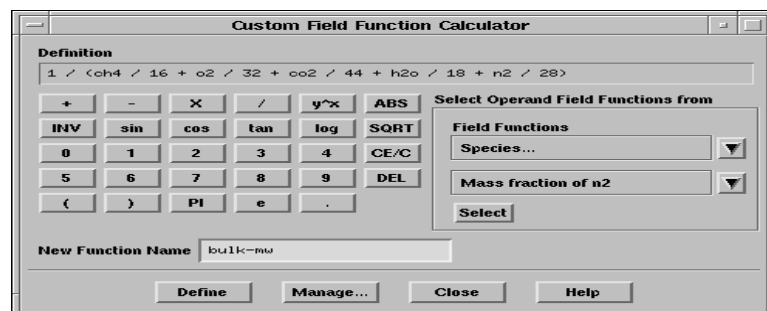 Custom Field Function Calculator
Definition
1 / (ch4 / 16 + o2 / 32 + co2 / 44 + h2o / 18 + n2 / 28)
+ - X / y^x ABS
INV sin cos tan log SQRT
0 1 2 3 4 CE/C
5 6 7 8 9 DEL
( ) PI e .
Select Operand Field Functions from
Field Functions
Species...
Mass fraction of n2
Select
New Function Name bulk-mw
Define Manage... Close Help